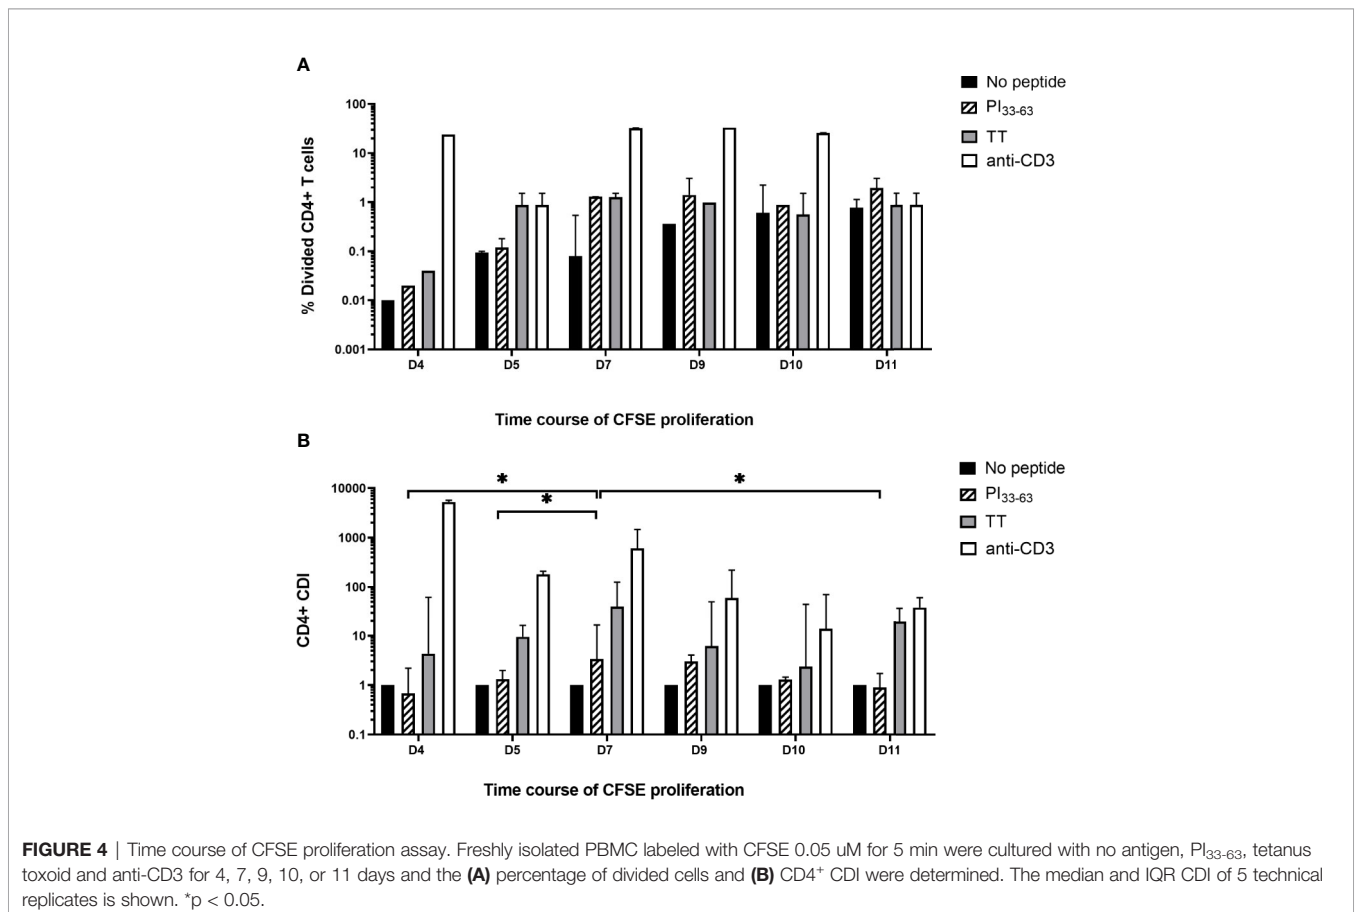 A
No peptide
PI33-63
TT
anti-CD3
100
10
1
0.1
0.01
0.001
% Divided CD4+ T cells
D4 D5 D7 D9 D10 D11
Time course of CFSE proliferation
B
No peptide
PI33-63
TT
anti-CD3
* *
*
10000
1000
100
10
1
0.1
CD4+ CDI
D4 D5 D7 D9 D10 D11
Time course of CFSE proliferation
FIGURE 4 | Time course of CFSE proliferation assay. Freshly isolated PBMC labeled with CFSE 0.05 uM for 5 min were cultured with no antigen, PI33-63, tetanus
toxoid and anti-CD3 for 4, 7, 9, 10, or 11 days and the (A) percentage of divided cells and (B) CD4+ CDI were determined. The median and IQR CDI of 5 technical
replicates is shown. *p < 0.05.